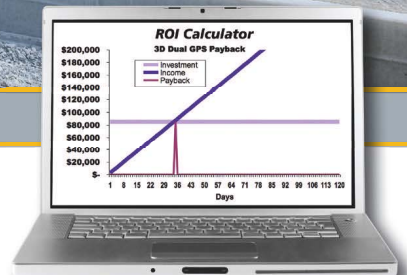 ROI Calculator
3D Dual GPS Payback
Investment
Income
Payback
$200,000
$180,000
$160,000
$140,000
$120,000
$100,000
$80,000
$60,000
$40,000
$20,000
$-
1 8 15 22 29 36 43 50 57 64 71 78 85 92 99 106 113 120
Days